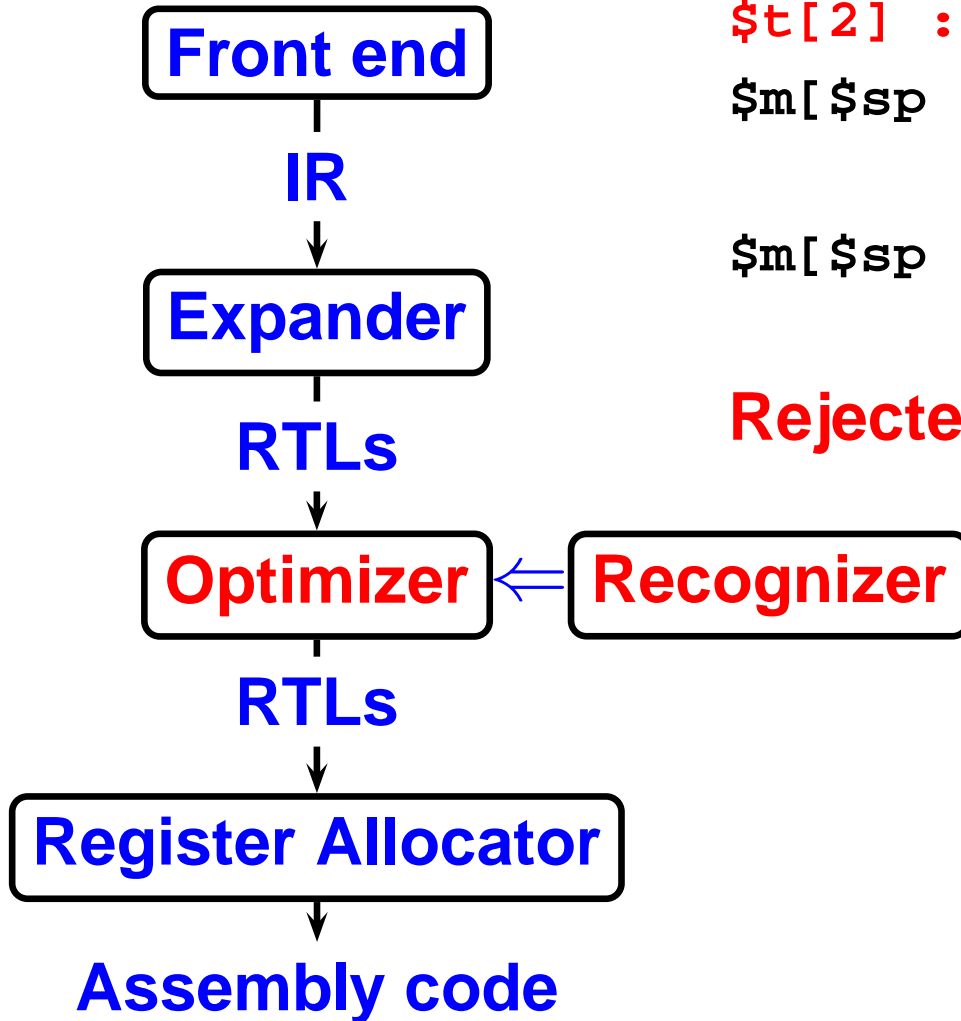 Front end
IR
Expander
RTLs
Optimizer
Recognizer
RTLs
Register Allocator
Assembly code
$t[2] :
$m[$sp
$m[$sp
Rejecte